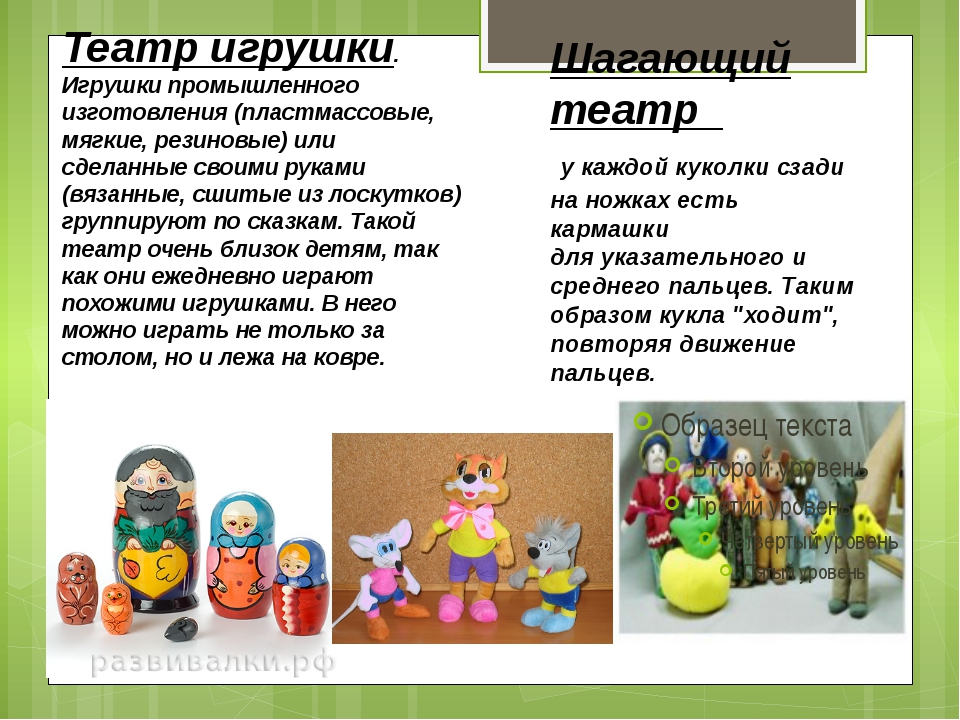 Театр игрушки.
Игрушки промышленного
изготовления (пластмассовые,
мягкие, резиновые) или
сделанные своими руками
(вязанные, сшитые из лоскутков)
группируют по сказкам. Такой
театр очень близок детям, так
как они ежедневно играют
похожими игрушками. В него
можно играть не только за
столом, но и лежа на ковре.
Шагающий
театр
у каждой куколки сзади
на ножках есть
кармашки
для указательного и
среднего пальцев. Таким
образом кукла "ходит",
повторяя движение
пальцев.
Образец текста
Второй уровень
Третий уровень
Четвертый уровень
Пятый уровень
развивалки.рф